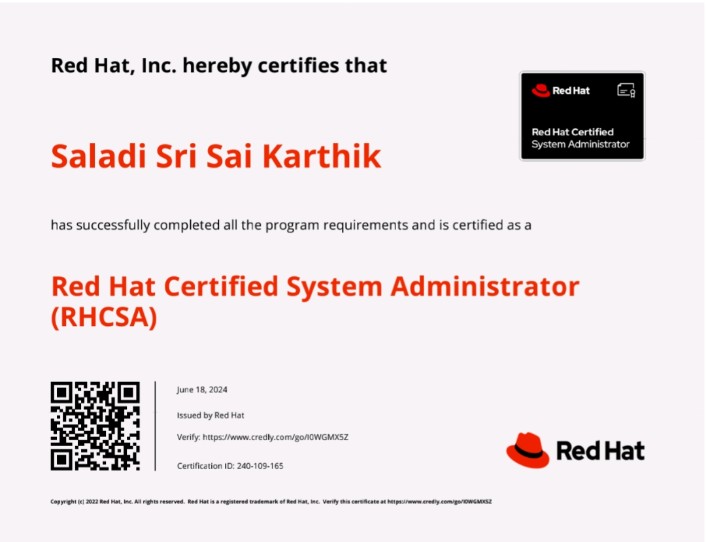 Red Hat, Inc. hereby certifies that
Red Hat
Red Hat Certified
System Administrator
Saladi Sri Sai Karthik
has successfully completed all the program requirements and is certified as a
Red Hat Certified System Administrator
(RHCSA)
June 18, 2024
Issued by Red Hat
Verify: https://www.credly.com/go/I0WGMX5Z
Certification ID: 240-109-165
Red Hat
Copyright (c) 2022 Red Hat, Inc. All rights reserved. Red Hat is a registered trademark of Red Hat, Inc. Verify this certificate at https://www.credly.com/go/I0WGMX5Z